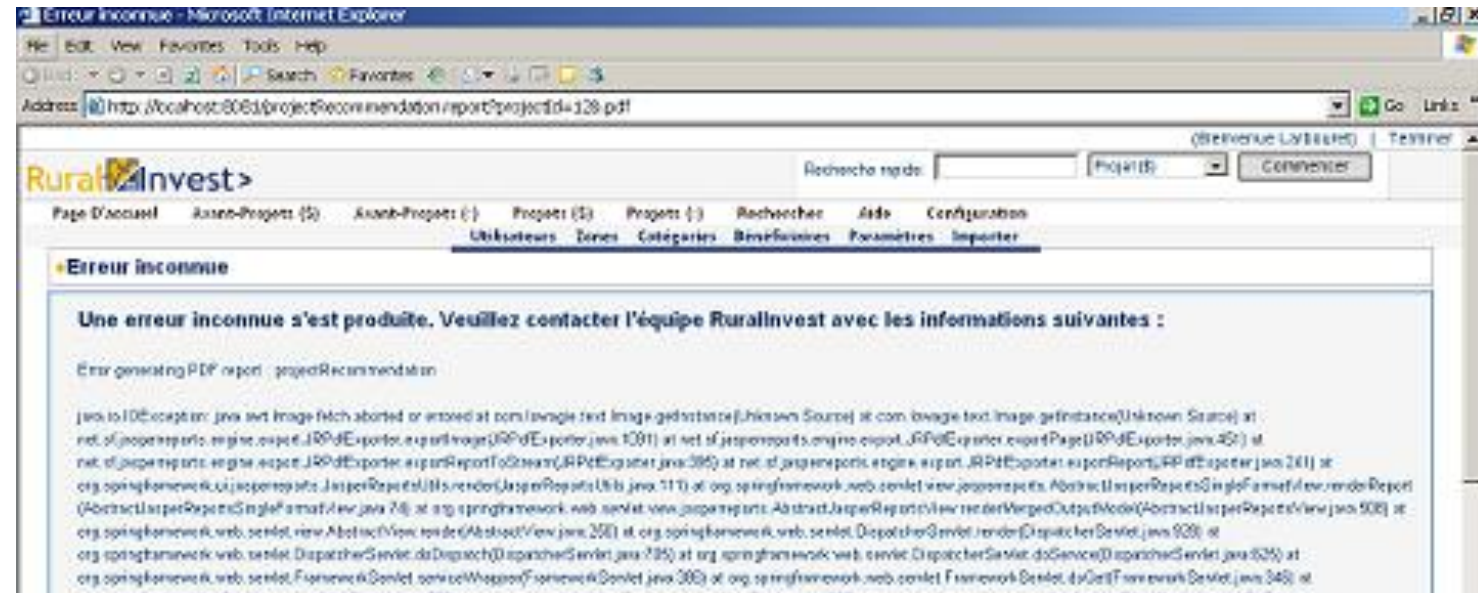 Erreur inconnue - Microsoft Internet Explorer
File Edit View Favorites Tools Help
Search Favorites
Address http://localhost:8081/projectRecommendation/report?projectId=128.pdf Go Links
(Bienvenue | Terminer
RuralInvest> Recherche rapide: Projet($) Commencer
Page D'accueil Avant-Projets ($) Avant-Projets (-) Projets ($) Projets (-) Rechercher Aide Configuration
Utilisateurs Zones Catégories Bénéficiaires Paramètres Importer
Erreur inconnue
Une erreur inconnue s'est produite. Veuillez contacter l'équipe RuralInvest avec les informations suivantes :
Error generating PDF report : projectRecommendation
java.io.IOException: java.awt.Image fetch aborted or errored at com.lowagie.text.Image.getInstance(Unknown Source) at com.lowagie.text.Image.getInstance(Unknown Source) at
net.sf.jasperreports.engine.export.JRPdfExporter.exportImage(JRPdfExporter.java:1091) at net.sf.jasperreports.engine.export.JRPdfExporter.exportPage(JRPdfExporter.java:461) at
net.sf.jasperreports.engine.export.JRPdfExporter.exportReportToStream(JRPdfExporter.java:386) at net.sf.jasperreports.engine.export.JRPdfExporter.exportReport(JRPdfExporter.java:261) at
org.springframework.ui.jasperreports.JasperReportsUtils.render(JasperReportsUtils.java:111) at org.springframework.web.servlet.view.jasperreports.AbstractJasperReportsSingleFormatView.renderReport
(AbstractJasperReportsSingleFormatView.java:74) at org.springframework.web.servlet.view.jasperreports.AbstractJasperReportsView.renderMergedOutputModel(AbstractJasperReportsView.java:508) at
org.springframework.web.servlet.view.AbstractView.render(AbstractView.java:250) at org.springframework.web.servlet.DispatcherServlet.render(DispatcherServlet.java:928) at
org.springframework.web.servlet.DispatcherServlet.doDispatch(DispatcherServlet.java:705) at org.springframework.web.servlet.DispatcherServlet.doService(DispatcherServlet.java:625) at
org.springframework.web.servlet.FrameworkServlet.serviceWrapper(FrameworkServlet.java:386) at org.springframework.web.servlet.FrameworkServlet.doGet(FrameworkServlet.java:346) at